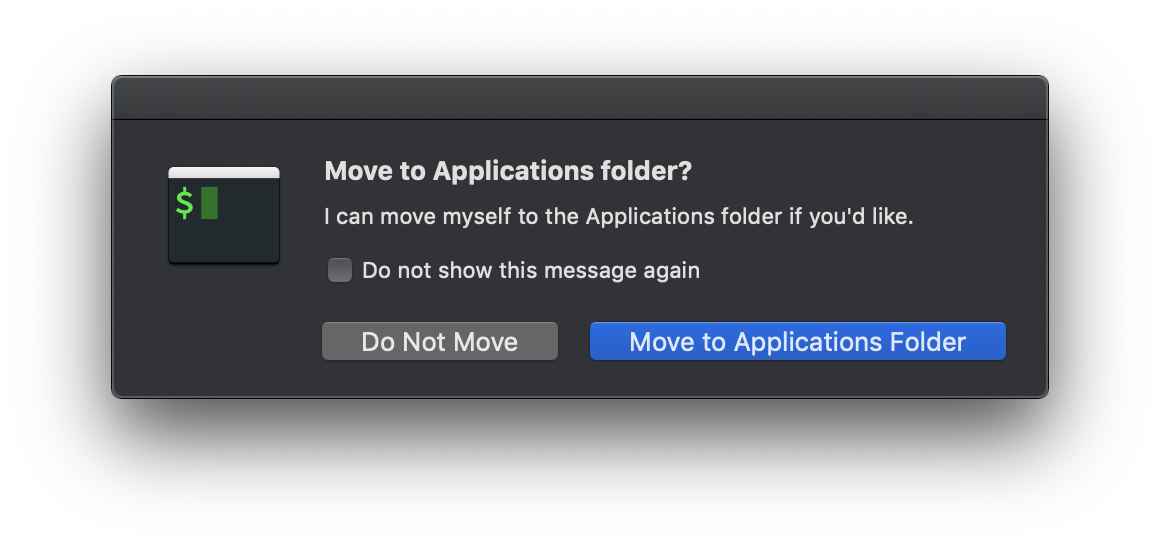 Move to Applications folder?
$
I can move myself to the Applications folder if you'd like.
Do not show this message again
Do Not Move
Move to Applications Folder